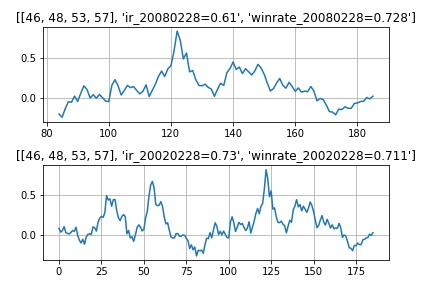 [[46, 48, 53, 57], 'ir_20080228=0.61', 'winrate_20080228=0.728']
0.5
0.0
80 100 120 140 160 180
[[46, 48, 53, 57], 'ir_20020228=0.73', 'winrate_20020228=0.711']
0.5
0.0
0 25 50 75 100 125 150 175